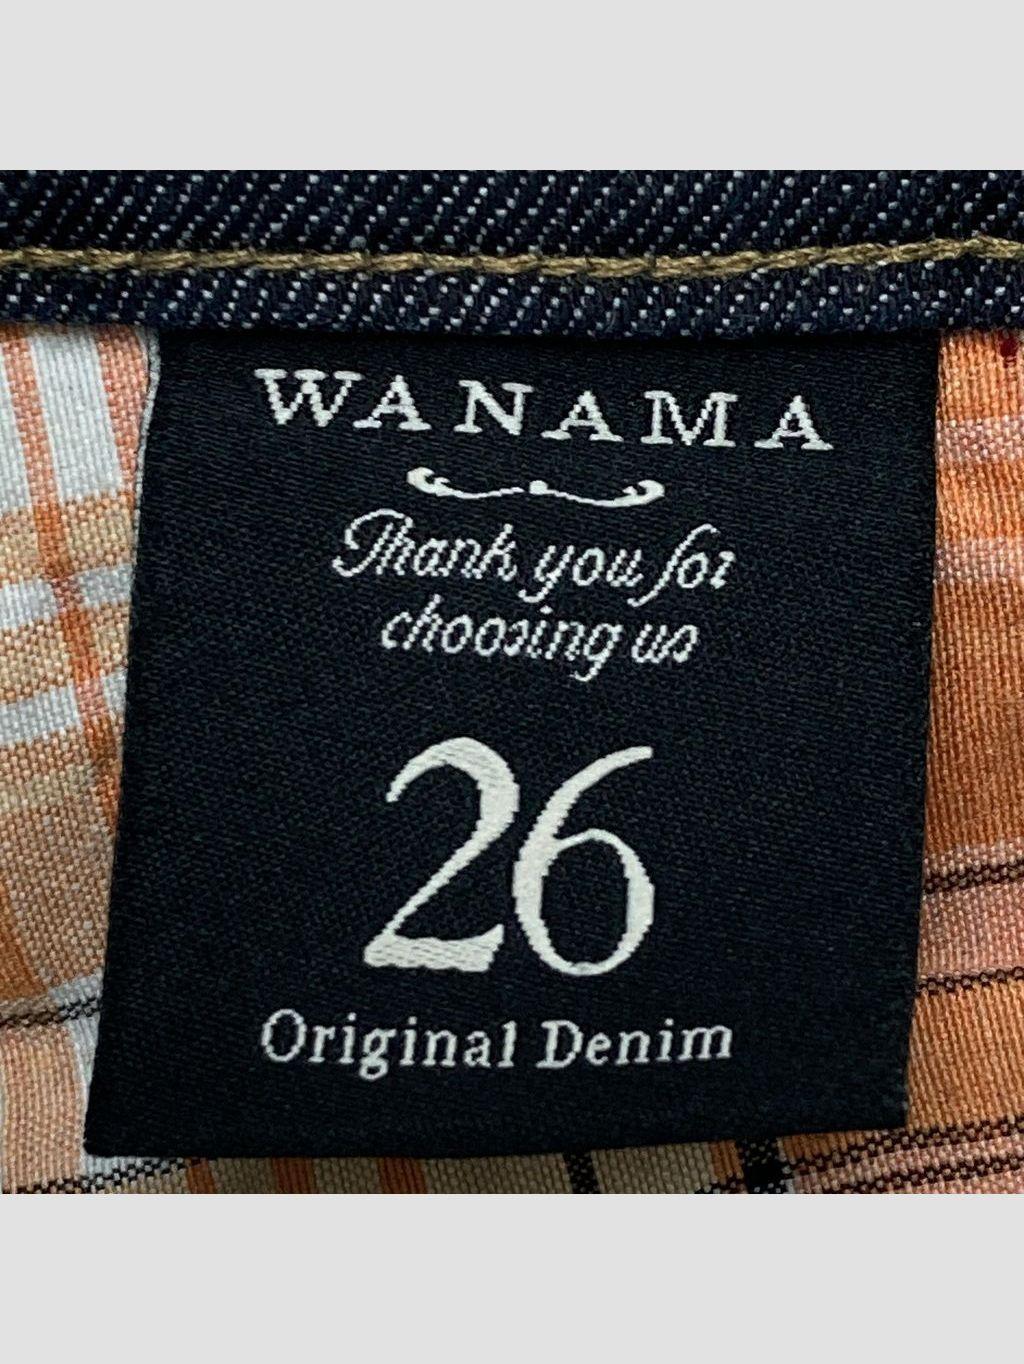 WANAMA
Thank you for
choosing us
26
Original Denim